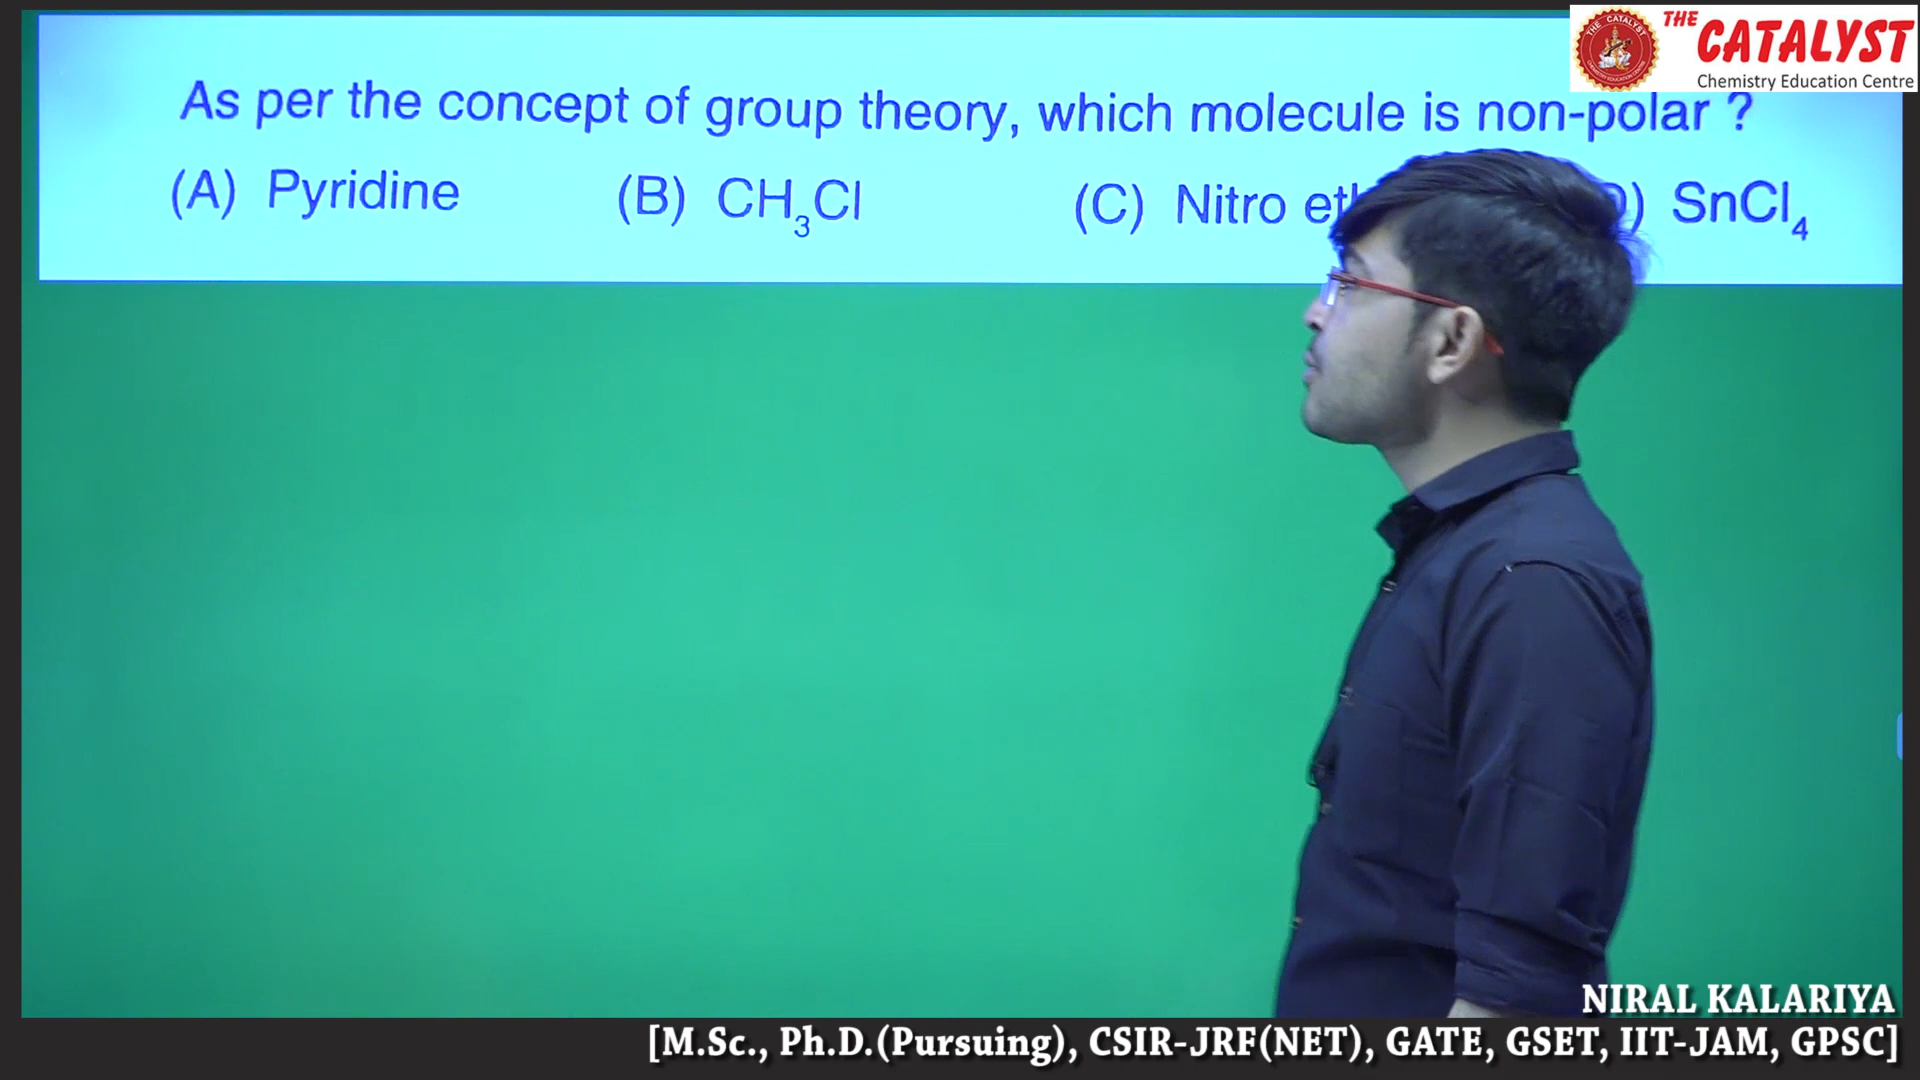 THE
CATALYST
Chemistry Education Centre
As per the concept of group theory, which molecule is non-polar ?
(A) Pyridine (B) CH₃Cl (C) Nitro SnCl₄
NIRAL KALARIYA
[M.Sc., Ph.D.(Pursuing), CSIR-JRF(NET), GATE, GSET, IIT-JAM, GPSC]